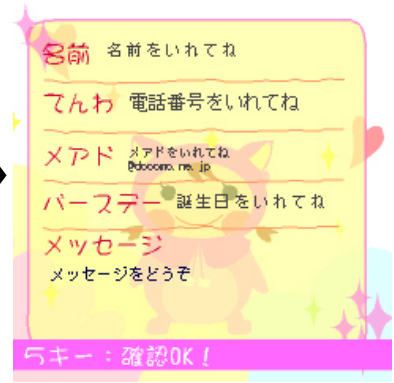 名前 名前をいれてね
でんわ 電話番号をいれてね
メアド メアドをいれてね
@docomo.ne.jp
バースデー 誕生日をいれてね
メッセージ
メッセージをどうぞ
5キー：確認OK！